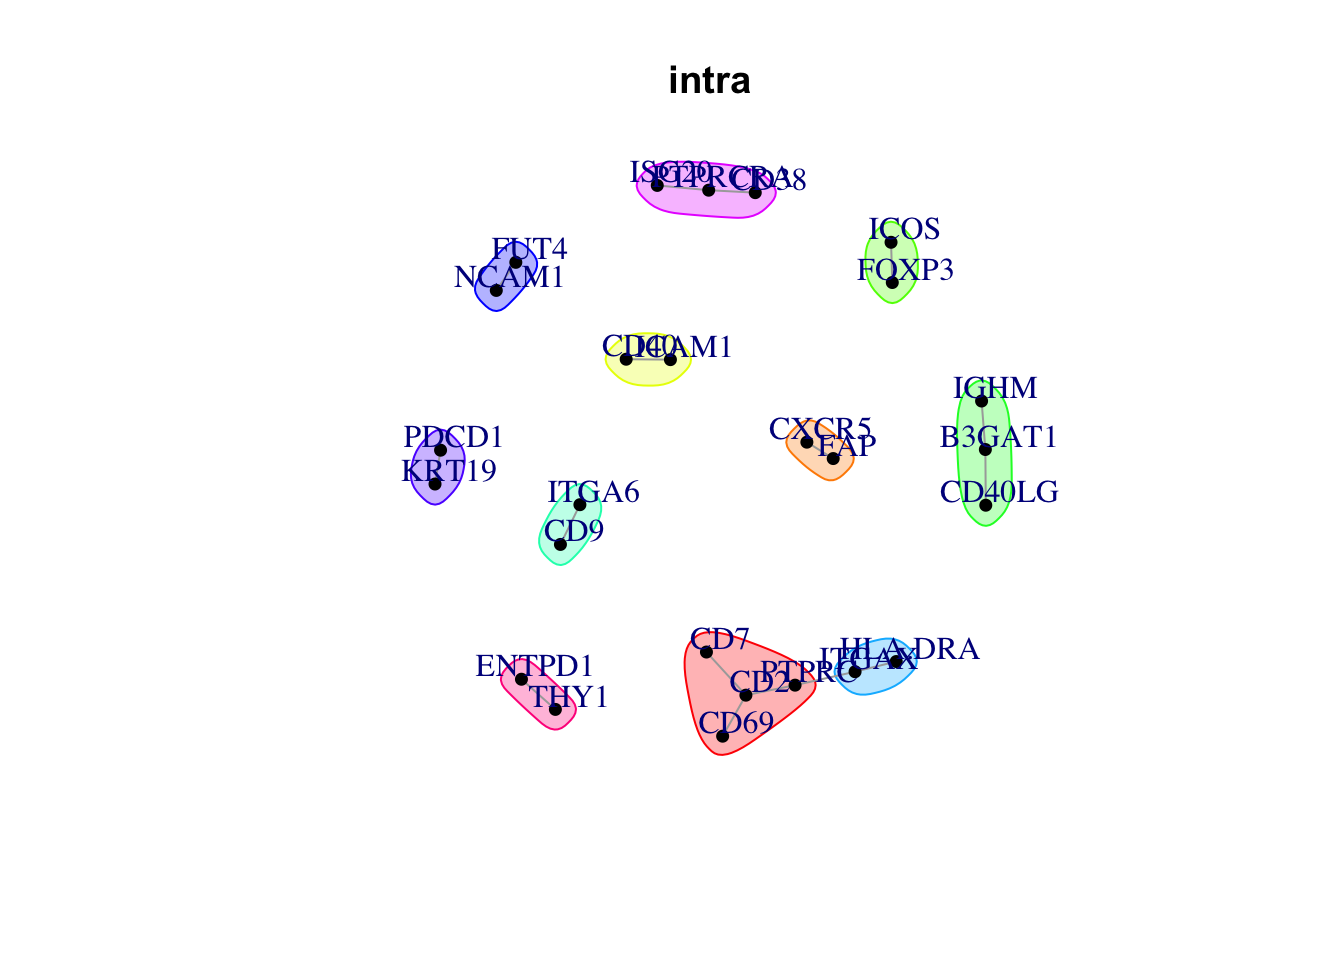 intra
ISG20
PTPRCRA
CD38
ICOS
FUT4
FOXP3
NCAM1
CD40
ICAM1
IGHM
CXCR5
PDCD1
B3GAT1
FAP
KRT19
ITGA6
CD40LG
CD9
CD7
HLA-DRA
ITGAX
ENTPD1
PTPRC
CD2
THY1
CD69